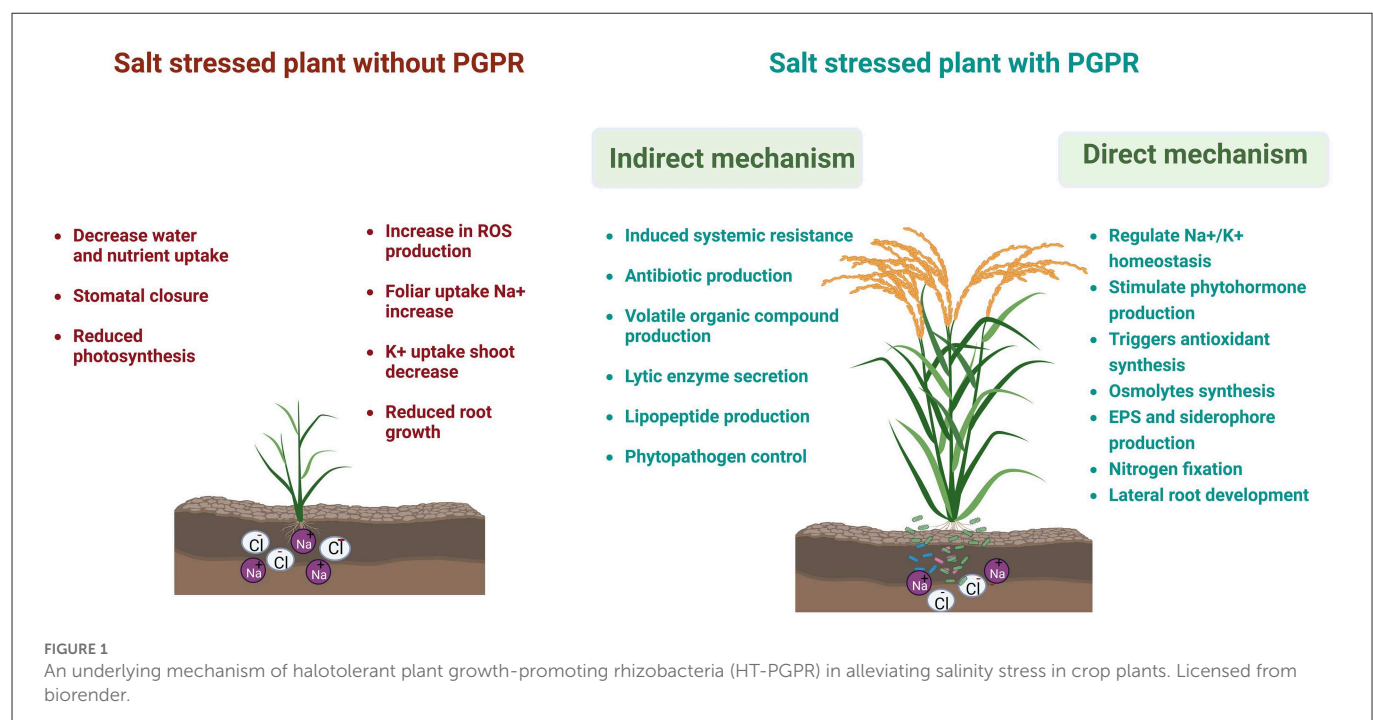 Salt stressed plant without PGPR
• Decrease water
and nutrient uptake
• Stomatal closure
• Reduced
photosynthesis
• Increase in ROS
production
• Foliar uptake Na+
increase
• K+ uptake shoot
decrease
• Reduced root
growth
Cl-
Cl-
Na+
Cl-
Na+
Na+
Salt stressed plant with PGPR
Indirect mechanism
• Induced systemic resistance
• Antibiotic production
• Volatile organic compound
production
• Lytic enzyme secretion
• Lipopeptide production
• Phytopathogen control
Direct mechanism
• Regulate Na+/K+
homeostasis
• Stimulate phytohormone
production
• Triggers antioxidant
synthesis
• Osmolytes synthesis
• EPS and siderophore
production
• Nitrogen fixation
• Lateral root development
Na+
Cl-
Cl-
Na+
FIGURE 1
An underlying mechanism of halotolerant plant growth-promoting rhizobacteria (HT-PGPR) in alleviating salinity stress in crop plants. Licensed from
biorender.